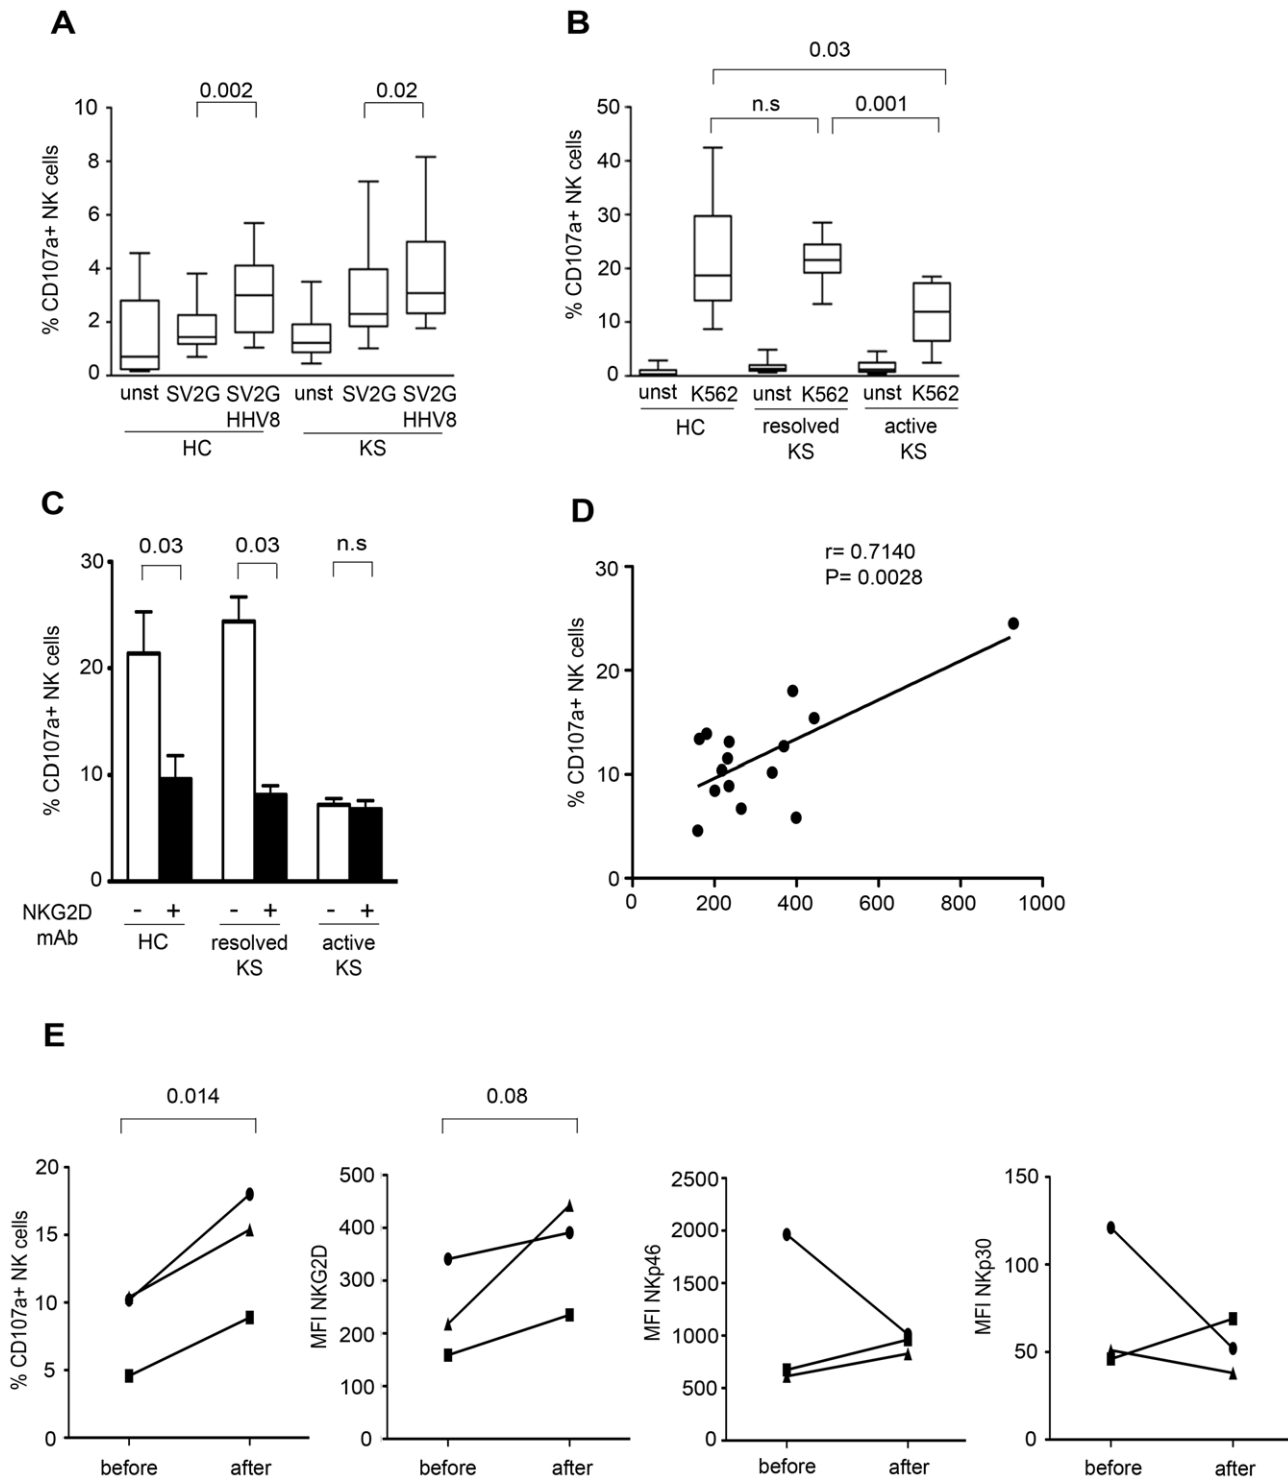 A
0.002
0.02
10
8
6
4
2
0
% CD107a+ NK cells
unst SV2G SV2G unst SV2G SV2G
HHV8 HHV8
HC KS
B
0.03
n.s 0.001
50
40
30
20
10
0
% CD107a+ NK cells
unst K562 unst K562 unst K562
HC resolved active
KS KS
C
0.03 0.03 n.s
30
20
10
0
% CD107a+ NK cells
NKG2D - + - + - +
mAb
HC resolved active
KS KS
D
r= 0.7140
P= 0.0028
30
20
10
0
% CD107a+ NK cells
0 200 400 600 800 1000
E
0.014
20
15
10
5
0
% CD107a+ NK cells
before after
0.08
500
400
300
200
100
0
MFI NKG2D
before after
2500
2000
1500
1000
500
0
MFI NKp46
before after
150
100
50
0
MFI NKp30
before after